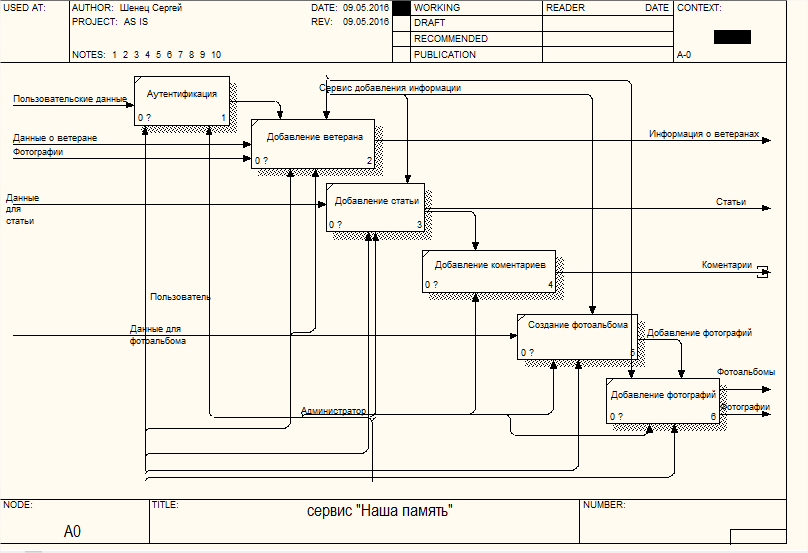 USED AT: AUTHOR: Шенец Сергей DATE: 09.05.2016 WORKING READER DATE CONTEXT:
PROJECT: AS IS REV: 09.05.2016 DRAFT
RECOMMENDED
NOTES: 1 2 3 4 5 6 7 8 9 10 PUBLICATION A-0
Сервис добавления информации
Аутентификация
Пользовательские данные
0 ? 1
Данные о ветеране
Добавление ветерана
Информация о ветеранах
Фотографии
0 ? 2
Данные
для
статьи
Добавление статьи
Статьи
0 ? 3
Добавление коментариев
Коментарии
0 ? 4
Пользователь
Данные для
фотоальбома
Создание фотоальбома
Добавление фотографий
0 ? 5
Фотоальбомы
Добавление фотографий
Фотографии
0 ? 6
Администратор
NODE: TITLE: NUMBER:
A0 сервис "Наша память"